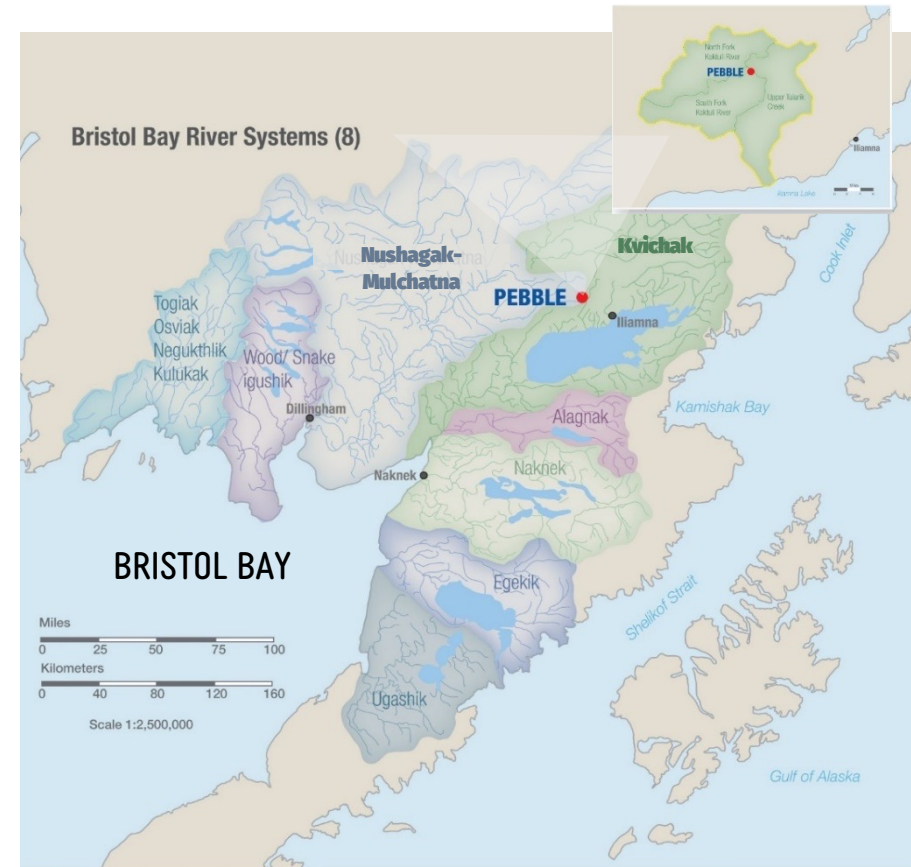 Bristol Bay River Systems (8)
North Fork
Koktuli River
PEBBLE
South Fork
Koktuli River
Upper Talarik
Creek
Iliamna
Iliamna Lake
Nushagak-
Mulchatna
Kvichak
Cook Inlet
PEBBLE
Iliamna
Togiak
Osviak
Negukthlik
Kulukak
Wood/ Snake
igushik
Dillingham
Alagnak
Kamishak Bay
Naknek
Naknek
BRISTOL BAY
Egekik
Shelikof Strait
Ugashik
Miles
0 25 50 75 100
Kilometers
0 40 80 120 160
Scale 1:2,500,000
Gulf of Alaska